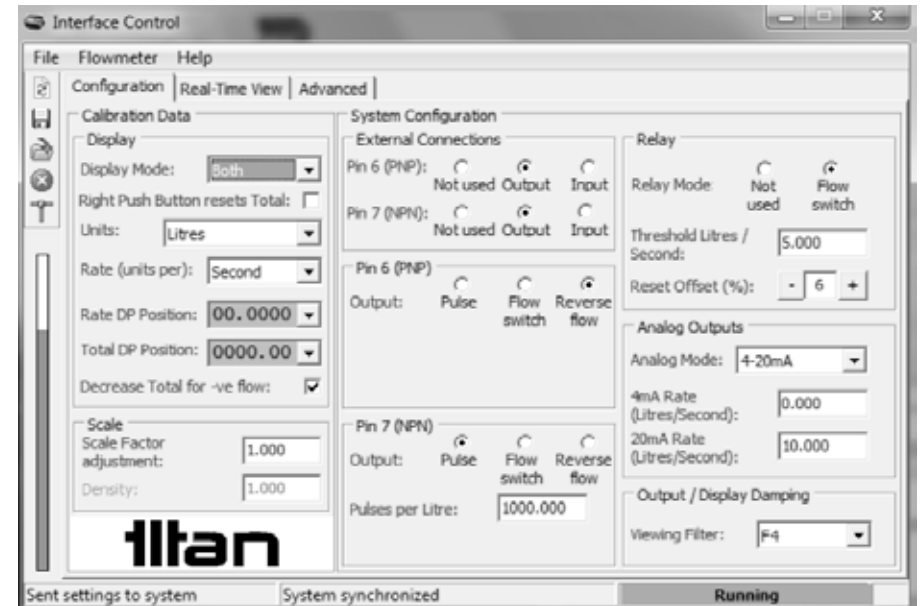 Interface Control
File Flowmeter Help
Configuration Real-Time View Advanced
Calibration Data
Display
Display Mode: Both
Right Push Button resets Total:
Units: Litres
Rate (units per): Second
Rate DP Position: 00.0000
Total DP Position: 0000.00
Decrease Total for -ve flow:
Scale
Scale Factor
adjustment: 1.000
Density: 1.000
tıtan
System Configuration
External Connections
Pin 6 (PNP):
Not used Output Input
Pin 7 (NPN):
Not used Output Input
Pin 6 (PNP)
Output: Pulse Flow Reverse
switch flow
Pin 7 (NPN)
Output: Pulse Flow Reverse
switch flow
Pulses per Litre: 1000.000
Relay
Relay Mode Not Flow
used switch
Threshold Litres /
Second: 5.000
Reset Offset (%): - 6 +
Analog Outputs
Analog Mode: 4-20mA
4mA Rate
(Litres/Second): 0.000
20mA Rate
(Litres/Second): 10.000
Output / Display Damping
Viewing Filter: F4
Sent settings to system System synchronized Running